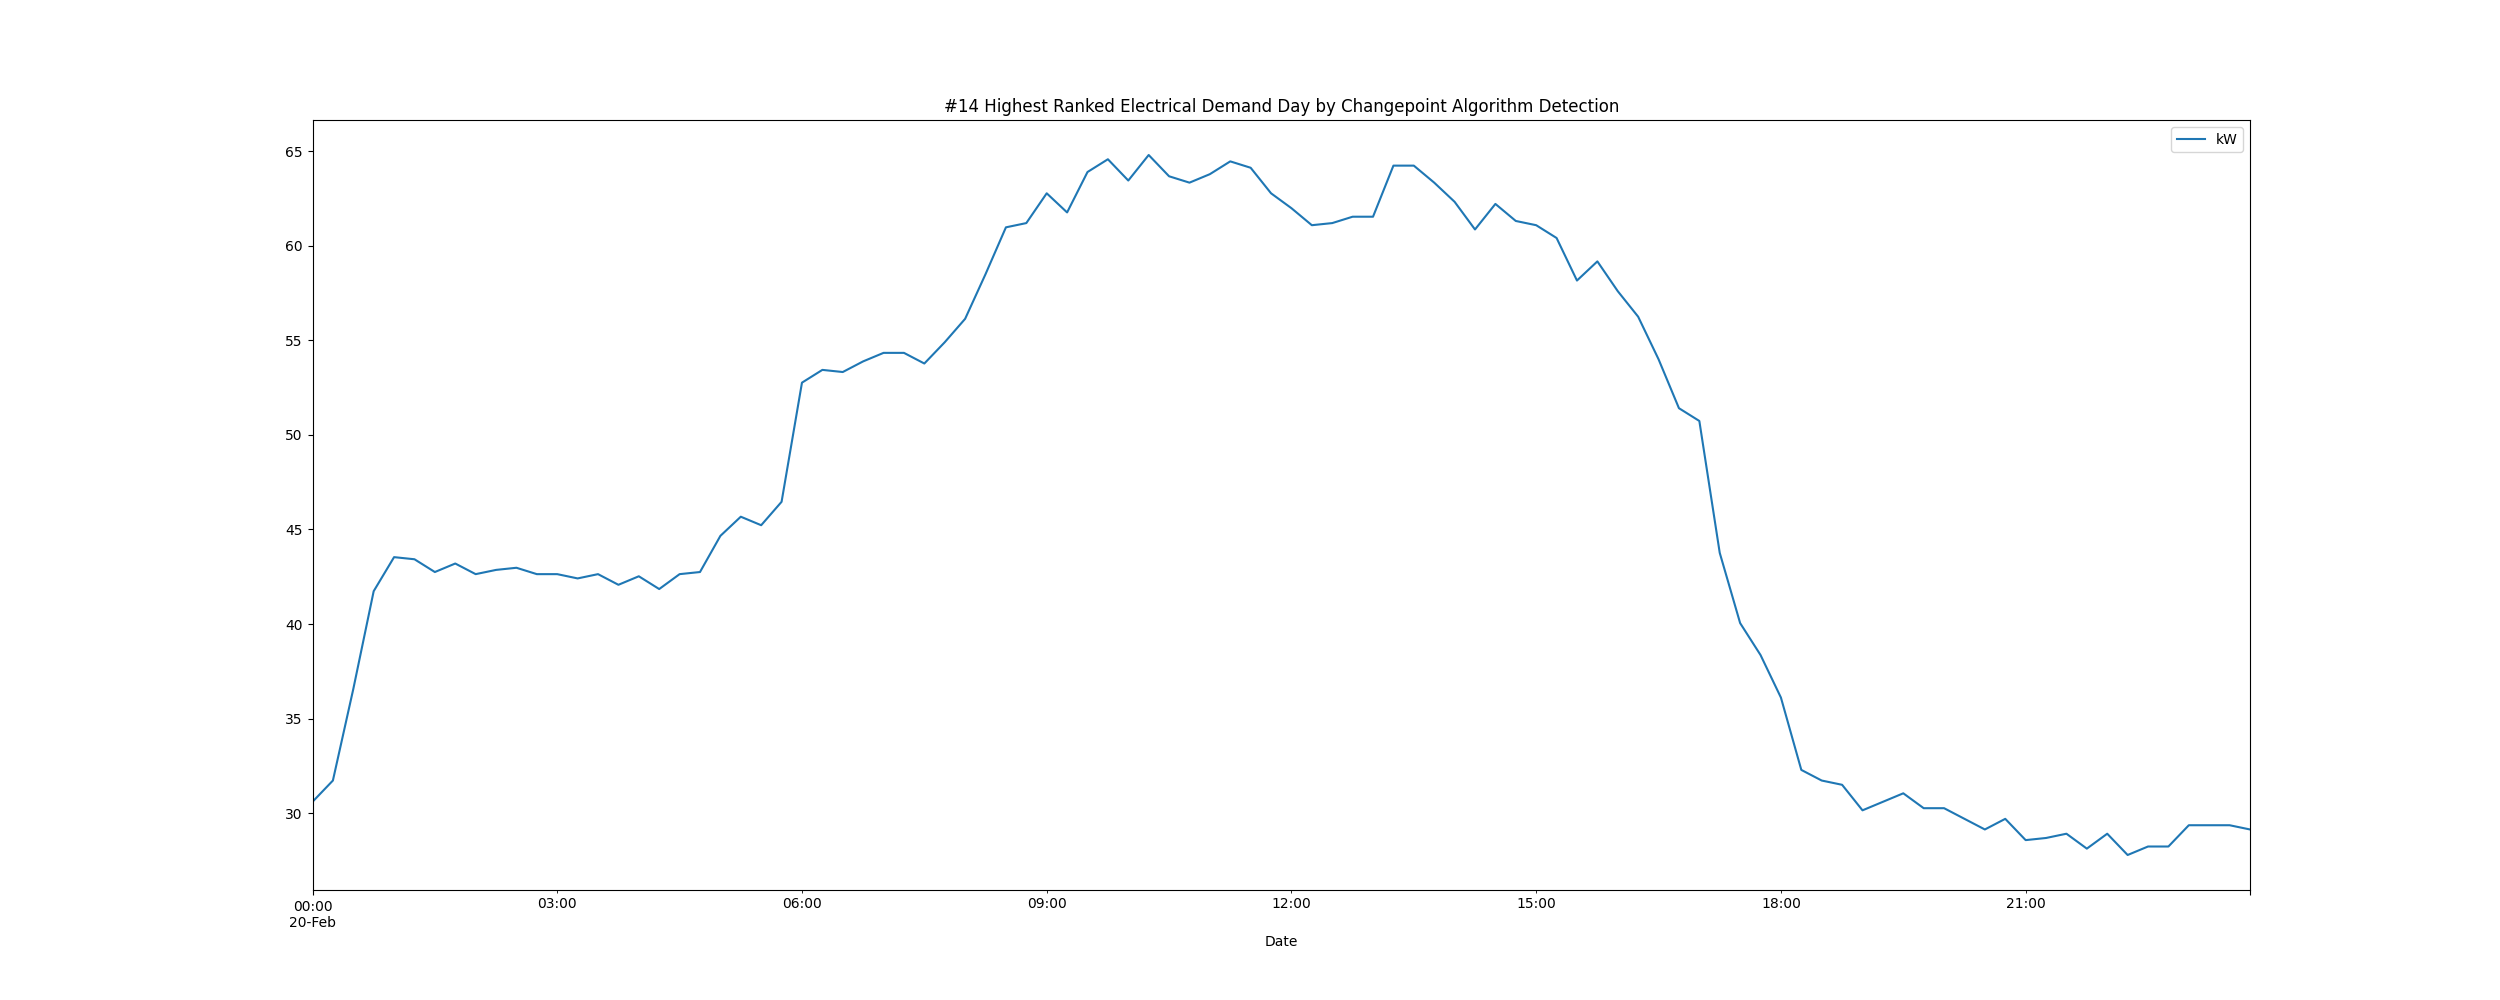 #14 Highest Ranked Electrical Demand Day by Changepoint Algorithm Detection
kW
65
60
55
50
45
40
35
30
00:00 03:00 06:00 09:00 12:00 15:00 18:00 21:00
20-Feb
Date